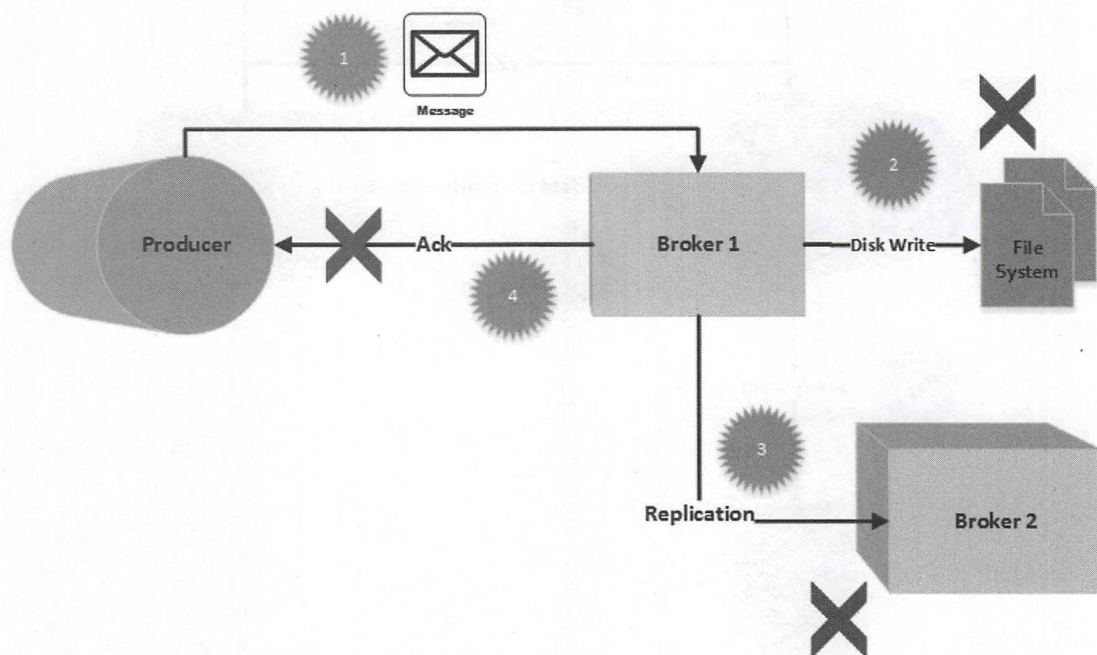 1
Message
2
Producer
Ack
Broker 1
Disk Write
File
System
4
3
Replication
Broker 2